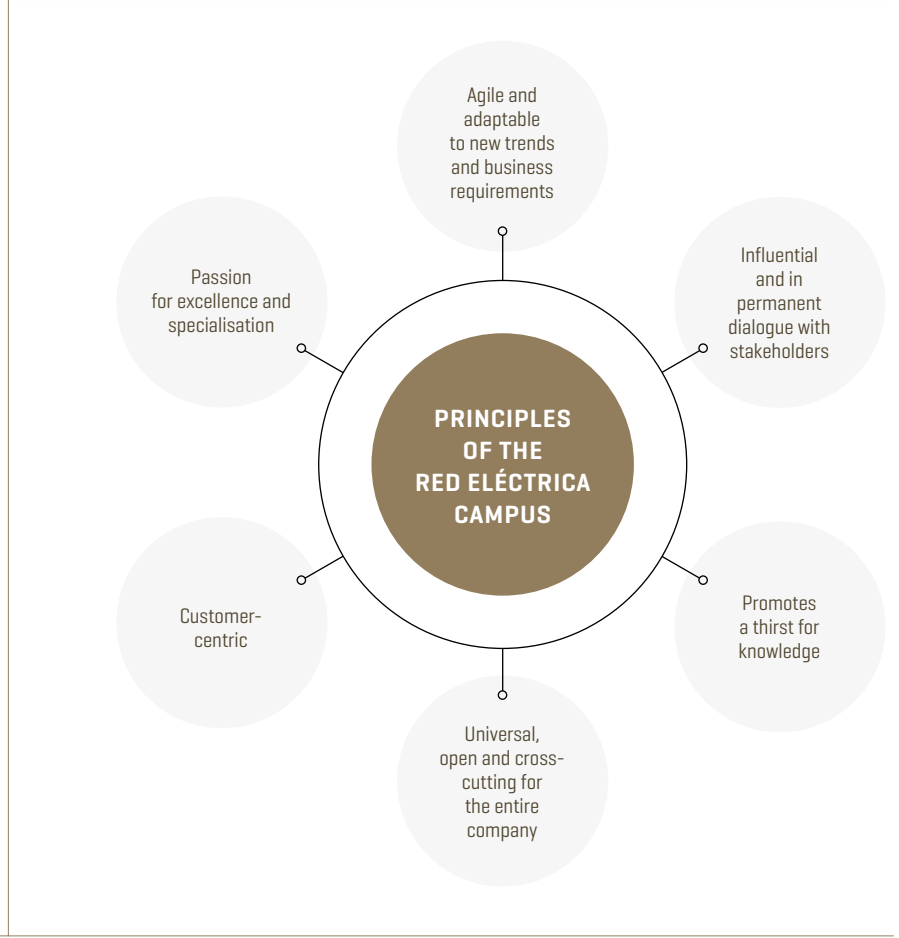 Agile and
adaptable
to new trends
and business
requirements
Influential
and in
permanent
dialogue with
stakeholders
Passion
for excellence and
specialisation
PRINCIPLES
OF THE
RED ELÉCTRICA
CAMPUS
Customer-
centric
Promotes
a thirst for
knowledge
Universal,
open and cross-
cutting for
the entire
company